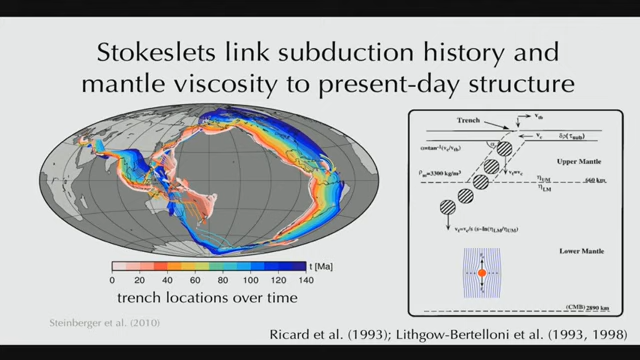 Stokeslets link subduction history and
mantle viscosity to present-day structure
t [Ma]
0 20 40 60 80 100 120 140
trench locations over time
Steinberger et al. (2010)
Trench
Upper Mantle
660 km
Lower Mantle
(CMB) 2890 km
Ricard et al. (1993); Lithgow-Bertelloni et al. (1993, 1998)